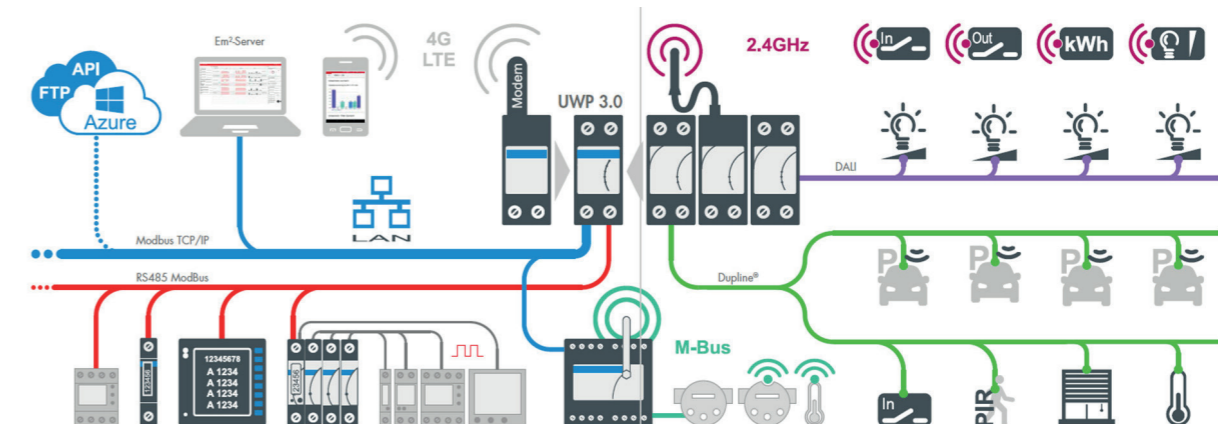 Em²-Server
4G
LTE
2.4GHz
In
Out
kWh
API
FTP
Azure
Modem
UWP 3.0
DALI
LAN
Modbus TCP/IP
RS485 ModBus
Dupline®
P
P
P
P
M-Bus
123456
12345678
A 1234
A 1234
A 1234
A 1234
123456
In
PIR